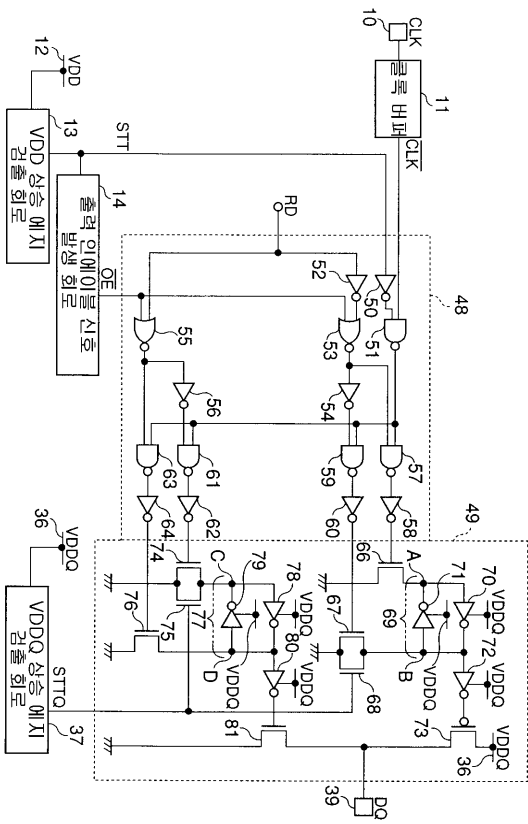 CLK
10
클록 버퍼
11
CLK
VDD
12
VDD 상승 에지
검출 회로
13
STT
14
출력 인에이블 신호
발생 회로
OE
RD
48
52
50
51
53
55
54
56
57
58
59
60
61
62
63
64
49
66
A
71
70
VDDQ
69
B
VDDQ
72
VDDQ
67
68
73
VDDQ
36
74
C
79
78
VDDQ
75
77
D
VDDQ
80
VDDQ
76
81
39
DQ
VDDQ
36
VDDQ 상승 에지
검출 회로
37
STTQ